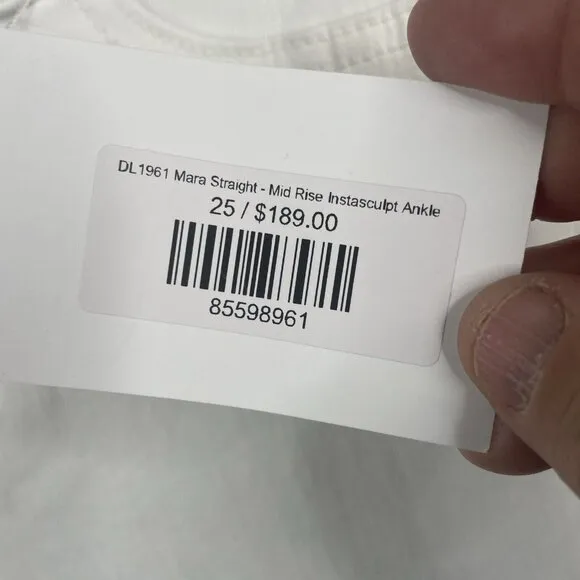 DL1961 Mara Straight - Mid Rise Instasculpt Ankle
25 / $189.00
85598961